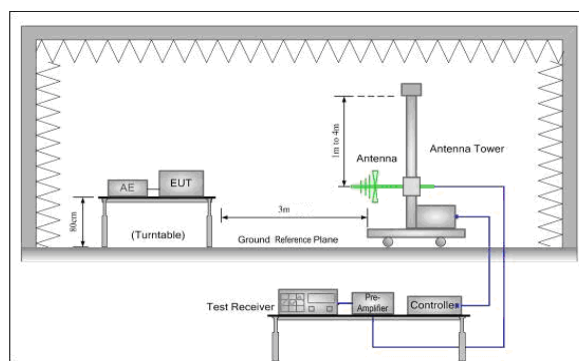 1m to 4m
Antenna
Antenna Tower
AE
EUT
3m
80cm
(Turntable)
Ground Reference Plane
Test Receiver
Pre-
Amplifier
Controller